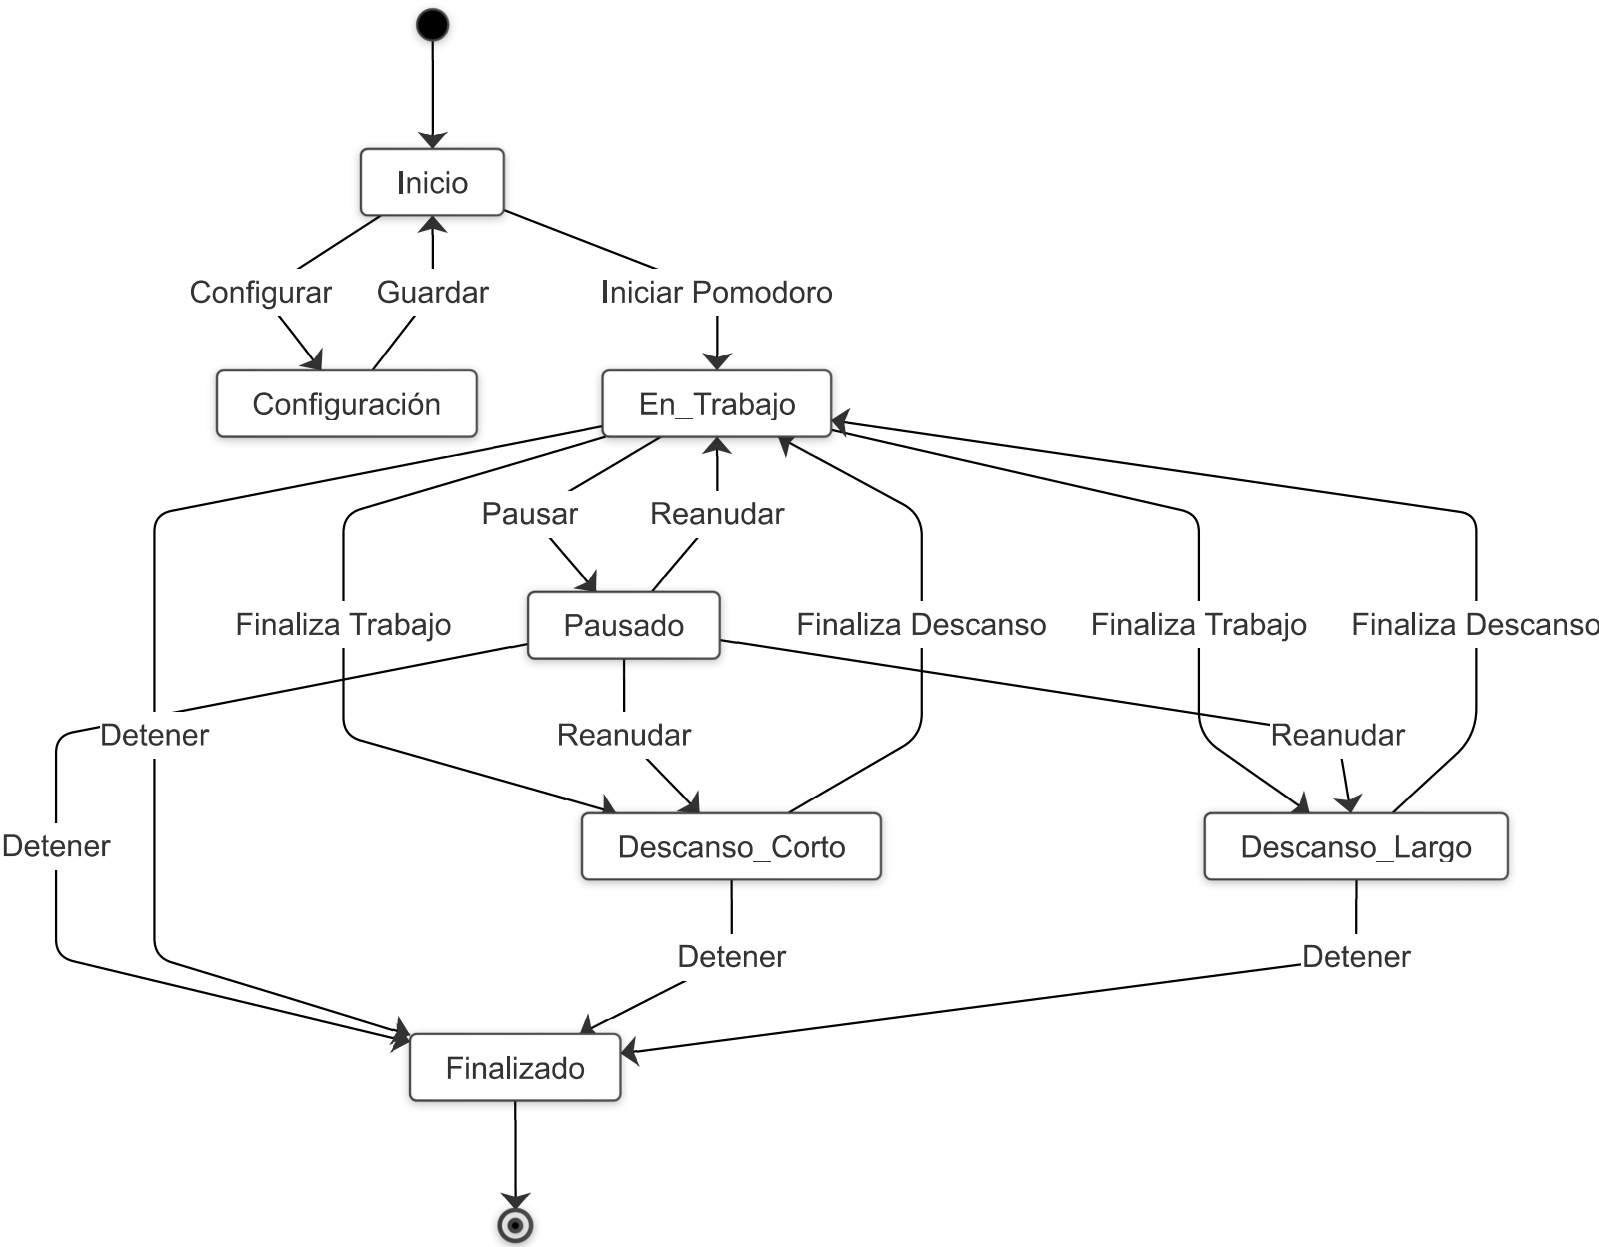 Inicio
Configurar
Guardar
Iniciar Pomodoro
Configuración
En_Trabajo
Pausar
Reanudar
Finaliza Trabajo
Pausado
Finaliza Descanso
Finaliza Trabajo
Finaliza Descanso
Detener
Reanudar
Reanudar
Detener
Descanso_Corto
Descanso_Largo
Detener
Detener
Finalizado